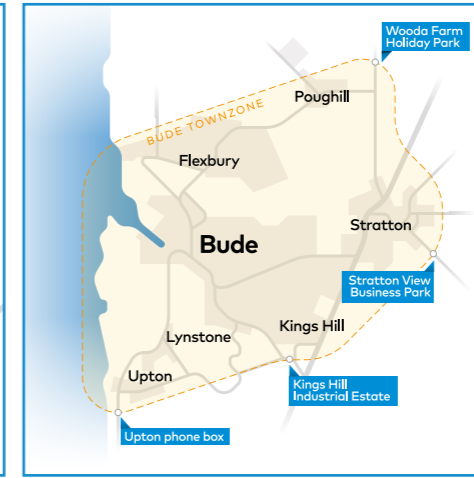 Wooda Farm
Holiday Park
Poughill
BUDE TOWNZONE
Flexbury
Stratton
Bude
Stratton View
Business Park
Kings Hill
Lynstone
Upton
Kings Hill
Industrial Estate
Upton phone box